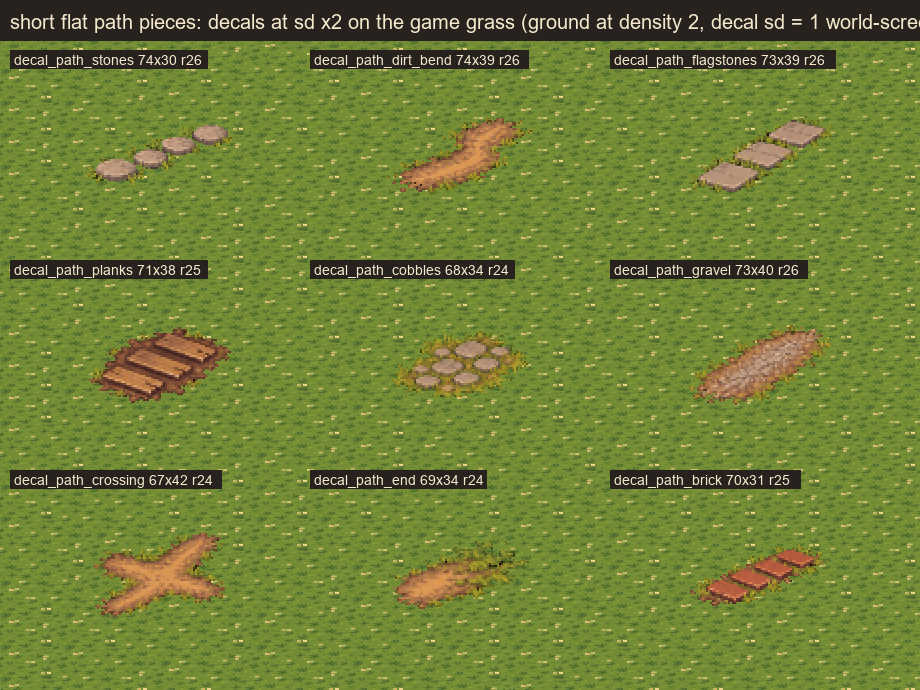 short flat path pieces: decals at sd x2 on the game grass (ground at density 2, decal sd = 1 world-scre
decal_path_stones 74x30 r26
decal_path_dirt_bend 74x39 r26
decal_path_flagstones 73x39 r26
decal_path_planks 71x38 r25
decal_path_cobbles 68x34 r24
decal_path_gravel 73x40 r26
decal_path_crossing 67x42 r24
decal_path_end 69x34 r24
decal_path_brick 70x31 r25